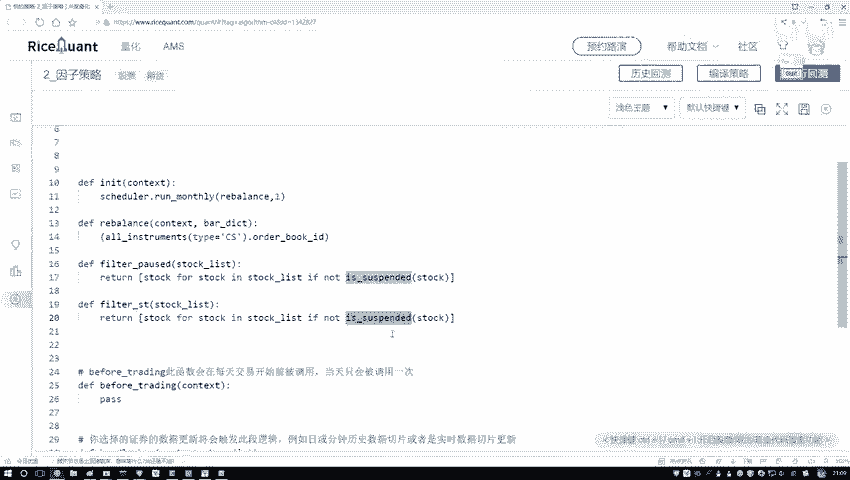 RiceQuant 量化 AMS 预约路演 帮助文档 社区
2_因子策略 历史回测 编译策略
浅色主题 默认快捷键
6
7
8
9
10 def init(context):
11 scheduler.run_monthly(rebalance,1)
12
13 def rebalance(context, bar_dict):
14 (all_instruments(type='CS').order_book_id)
15
16 def filter_paused(stock_list):
17 return [stock for stock in stock_list if not is_suspended(stock)]
18
19 def filter_st(stock_list):
20 return [stock for stock in stock_list if not is_suspended(stock)]
21
22
23
24 # before_trading此函数会在每天交易开始前被调用，当天只会被调用一次
25 def before_trading(context):
26 pass
27
28
29 # 你选择的证券的数据更新将会触发此段逻辑，例如日或分钟历史数据切片或者是实时数据切片更新
21:09